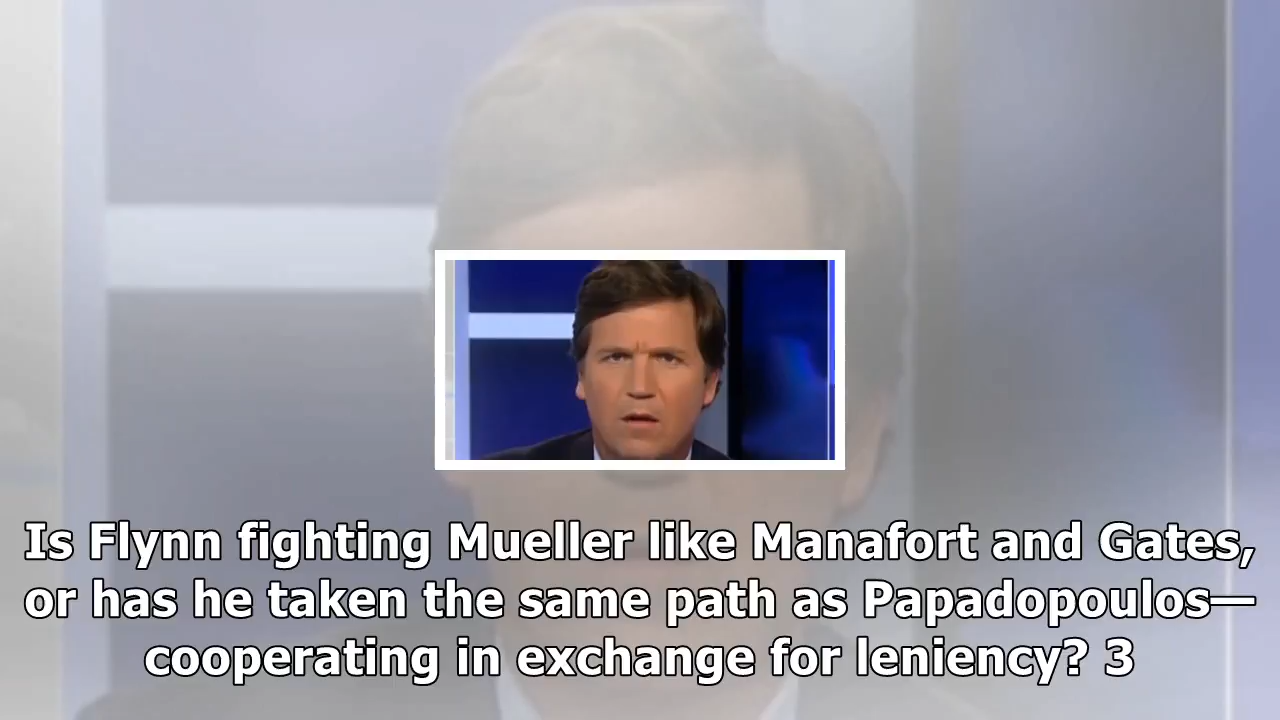 Is Flynn fighting Mueller like Manafort and Gates,
or has he taken the same path as Papadopoulos—
cooperating in exchange for leniency? 3